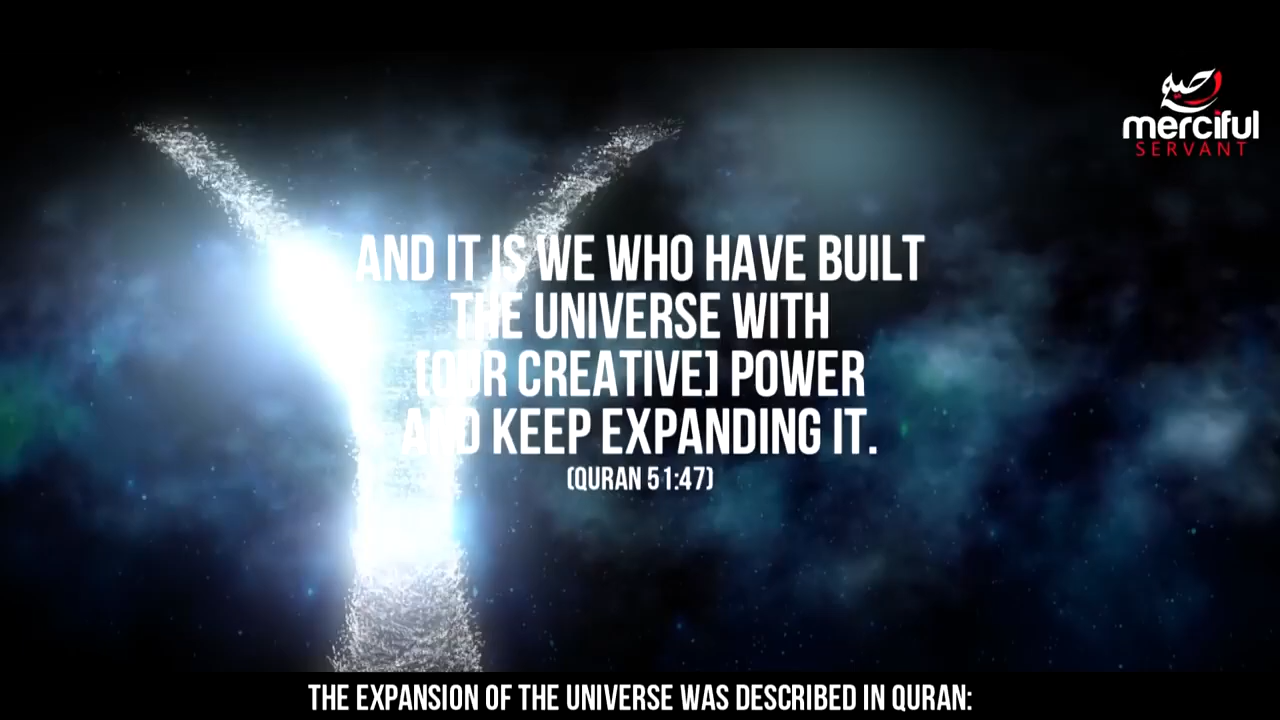 رحيم
merciful
SERVANT
AND IT IS WE WHO HAVE BUILT
THE UNIVERSE WITH
[OUR CREATIVE] POWER
AND KEEP EXPANDING IT.
(QURAN 51:47)
THE EXPANSION OF THE UNIVERSE WAS DESCRIBED IN QURAN: